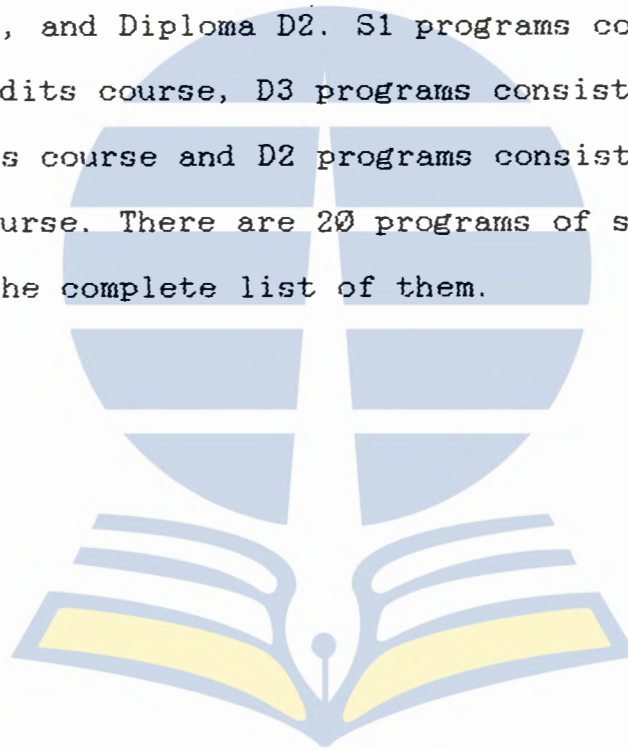 , and Diploma D2. S1 programs co
dits course, D3 programs consist
s course and D2 programs consist
urse. There are 20 programs of s
he complete list of them.